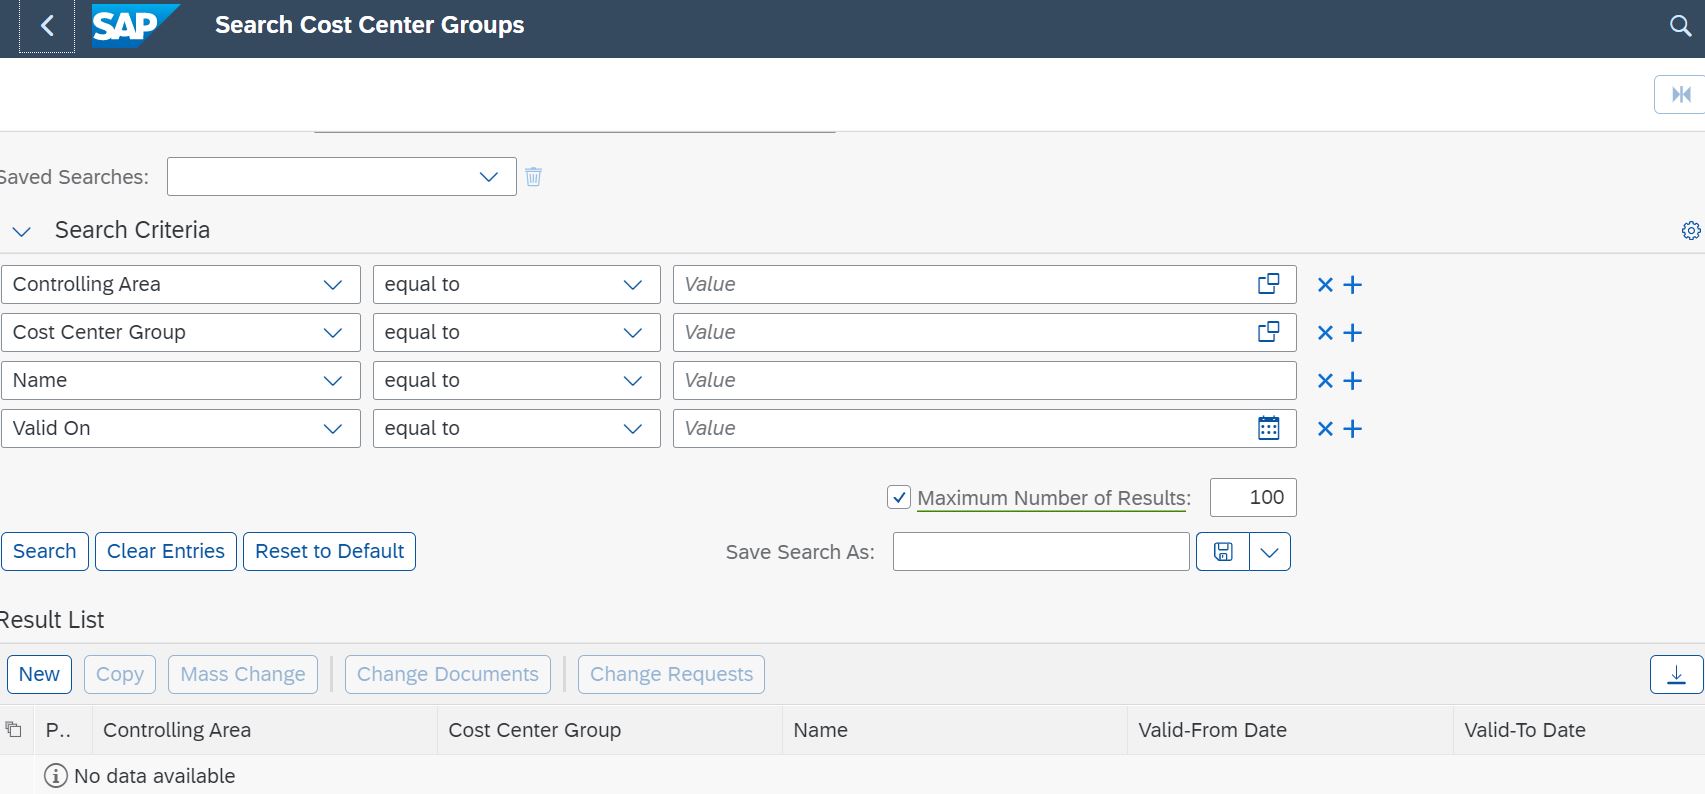 SAP Search Cost Center Groups
Saved Searches:
Search Criteria
Controlling Area equal to Value
Cost Center Group equal to Value
Name equal to Value
Valid On equal to Value
Maximum Number of Results: 100
Search Clear Entries Reset to Default Save Search As:
Result List
New Copy Mass Change Change Documents Change Requests
P.. Controlling Area Cost Center Group Name Valid-From Date Valid-To Date
No data available